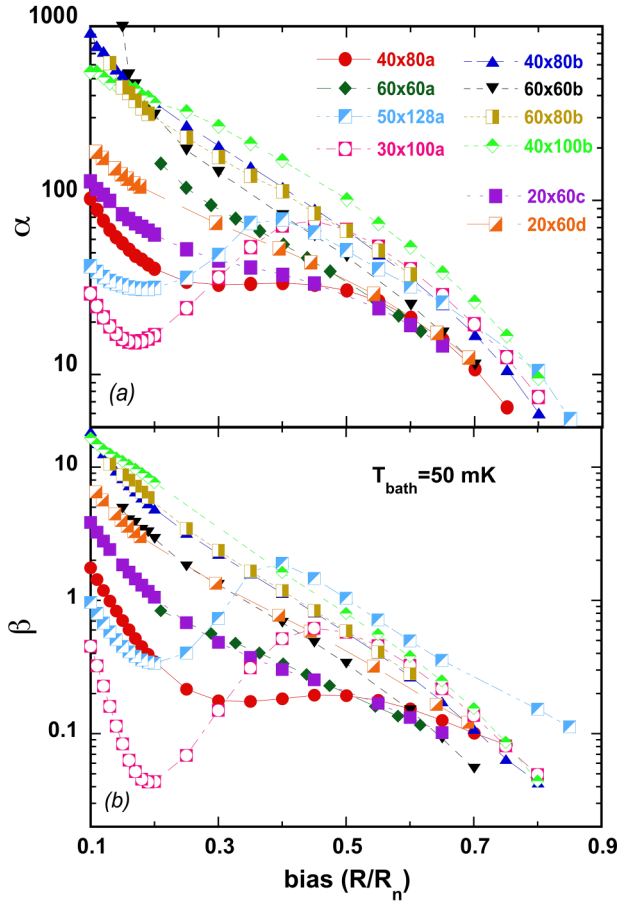 1000
40x80a
40x80b
60x60a
60x60b
50x128a
60x80b
30x100a
40x100b
100
α
20x60c
20x60d
10
(a)
10
T_bath=50 mK
1
β
0.1
(b)
0.1 0.3 0.5 0.7 0.9
bias (R/R_n)